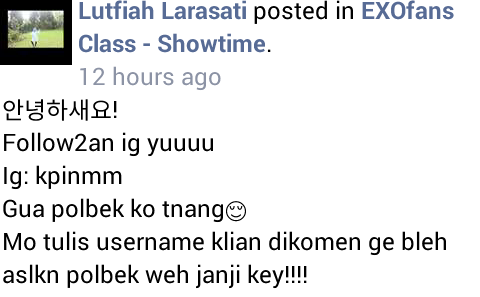 Lutfiah Larasati posted in EXOfans
Class - Showtime.
12 hours ago
안녕하새요!
Follow2an ig yuuuu
Ig: kpinmm
Gua polbek ko tnang😌
Mo tulis username klian dikomen ge bleh
aslkn polbek weh janji key!!!!